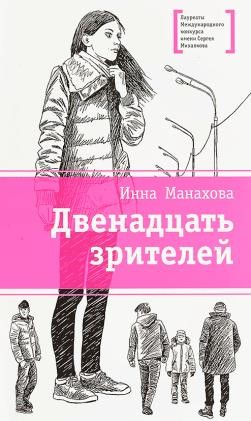 Лауреаты
Международного
конкурса
имени Сергея
Михалкова
Инна Манахова
Двенадцать
зрителей